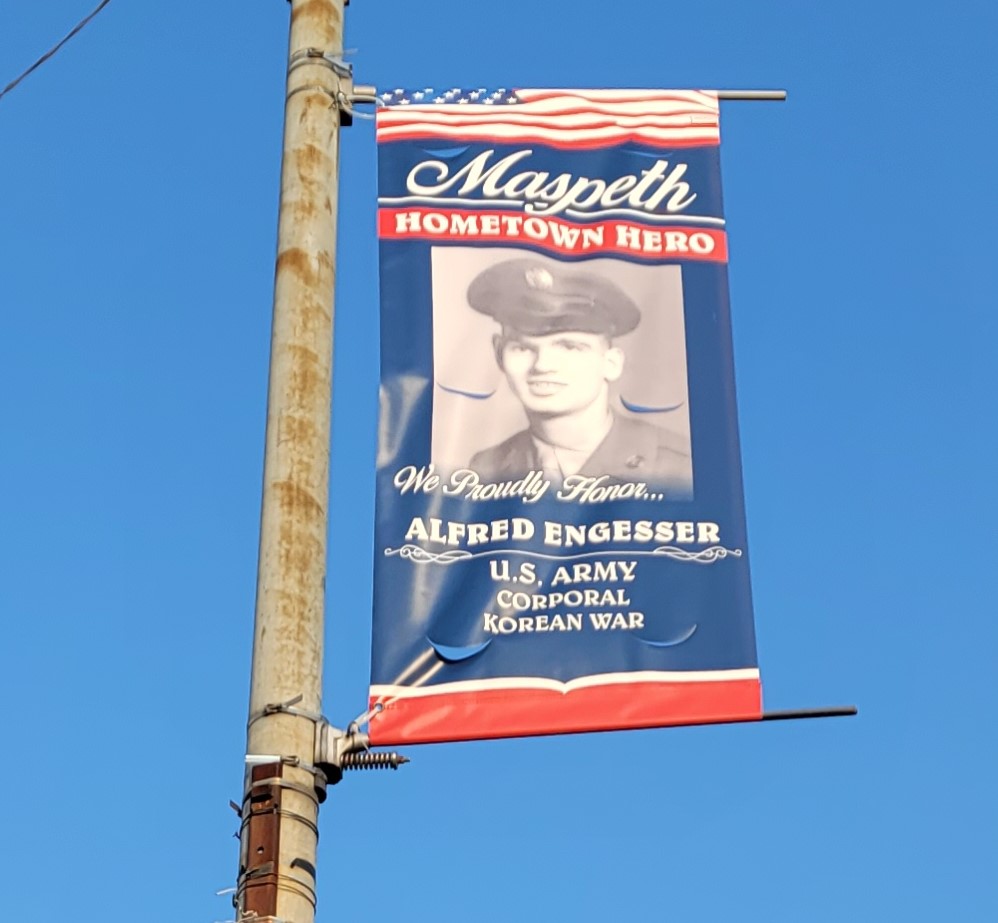 Maspeth
HOMETOWN HERO
We Proudly Honor...
ALFRED ENGESSER
U.S. ARMY
CORPORAL
KOREAN WAR